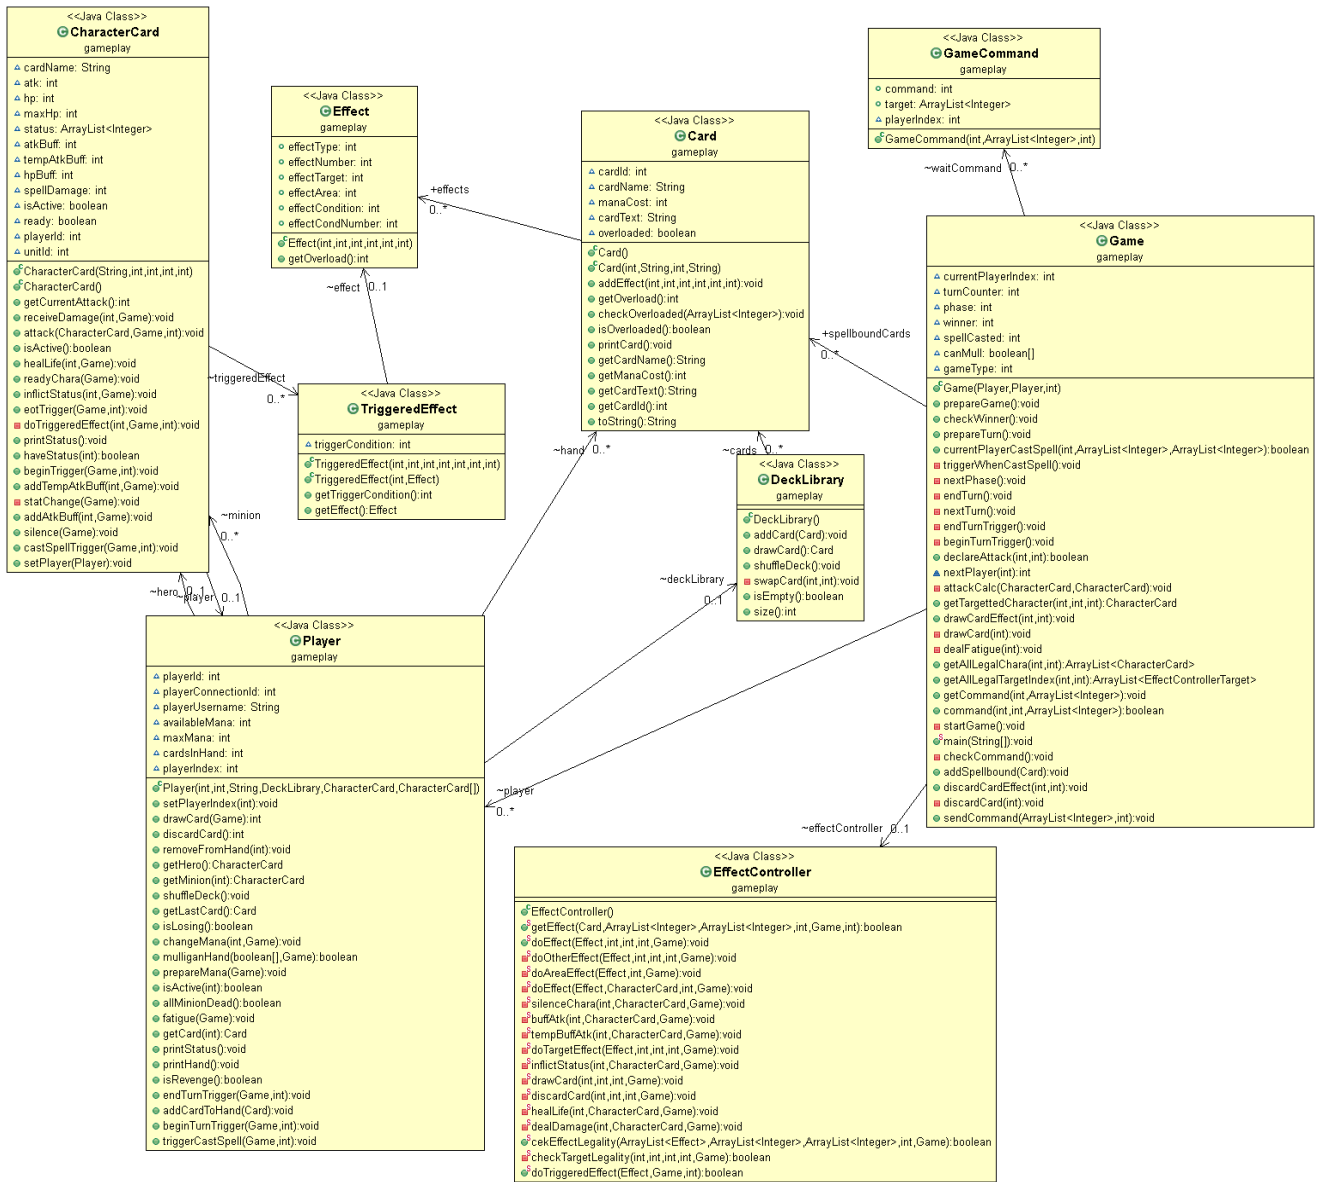 <<Java Class>>
CharacterCard
gameplay
cardName: String
atk: int
hp: int
maxHp: int
status: ArrayList<Integer>
atkBuff: int
tempAtkBuff: int
hpBuff: int
spellDamage: int
isActive: boolean
ready: boolean
playerId: int
unitId: int
CharacterCard(String,int,int,int,int)
CharacterCard()
getCurrentAttack():int
receiveDamage(int,Game):void
attack(CharacterCard,Game,int):void
isActive():boolean
healLife(int,Game):void
readyChara(Game):void
inflictStatus(int,Game):void
eotTrigger(Game,int):void
doTriggeredEffect(int,Game,int):void
printStatus():void
haveStatus(int):boolean
beginTrigger(Game,int):void
addTempAtkBuff(int,Game):void
statChange(Game):void
addAtkBuff(int,Game):void
silence(Game):void
castSpellTrigger(Game,int):void
setPlayer(Player):void
<<Java Class>>
Effect
gameplay
effectType: int
effectNumber: int
effectTarget: int
effectArea: int
effectCondition: int
effectCondNumber: int
Effect(int,int,int,int,int,int)
getOverload():int
+effects
0..*
~effect 0..1
~triggeredEffect
0..*
<<Java Class>>
TriggeredEffect
gameplay
triggerCondition: int
TriggeredEffect(int,int,int,int,int,int,int)
TriggeredEffect(int,Effect)
getTriggerCondition():int
getEffect():Effect
<<Java Class>>
Card
gameplay
cardId: int
cardName: String
manaCost: int
cardText: String
overloaded: boolean
Card()
Card(int,String,int,String)
addEffect(int,int,int,int,int,int):void
getOverload():int
checkOverloaded(ArrayList<Integer>):void
isOverloaded():boolean
printCard():void
getCardName():String
getManaCost():int
getCardText():String
getCardId():int
toString():String
<<Java Class>>
GameCommand
gameplay
command: int
target: ArrayList<Integer>
playerIndex: int
GameCommand(int,ArrayList<Integer>,int)
~waitCommand 0..*
<<Java Class>>
Game
gameplay
currentPlayerIndex: int
turnCounter: int
phase: int
winner: int
spellCasted: int
canMull: boolean[]
gameType: int
Game(Player,Player,int)
prepareGame():void
checkWinner():void
prepareTurn():void
currentPlayerCastSpell(int,ArrayList<Integer>,ArrayList<Integer>):boolean
triggerWhenCastSpell():void
nextPhase():void
endTurn():void
nextTurn():void
endTurnTrigger():void
beginTurnTrigger():void
declareAttack(int,int):boolean
nextPlayer(int):int
attackCalc(CharacterCard,CharacterCard):void
getTargettedCharacter(int,int,int):CharacterCard
drawCardEffect(int,int):void
drawCard(int):void
dealFatigue(int):void
getAllLegalChara(int,int):ArrayList<CharacterCard>
getAllLegalTargetIndex(int,int):ArrayList<EffectControllerTarget>
getCommand(int,ArrayList<Integer>):void
command(int,int,ArrayList<Integer>):boolean
startGame():void
main(String[]):void
checkCommand():void
addSpellbound(Card):void
discardCardEffect(int,int):void
discardCard(int):void
sendCommand(ArrayList<Integer>,int):void
+spellboundCards
0..*
~hand 0..*
~cards 0..*
<<Java Class>>
DeckLibrary
gameplay
DeckLibrary()
addCard(Card):void
drawCard():Card
shuffleDeck():void
swapCard(int,int):void
isEmpty():boolean
size():int
~deckLibrary
0..1
~minion
0..*
~hero 0..1
~player 0..1
<<Java Class>>
Player
gameplay
playerId: int
playerConnectionId: int
playerUsername: String
availableMana: int
maxMana: int
cardsInHand: int
playerIndex: int
Player(int,int,String,DeckLibrary,CharacterCard,CharacterCard[])
setPlayerIndex(int):void
drawCard(Game):int
discardCard():int
removeFromHand(int):void
getHero():CharacterCard
getMinion(int):CharacterCard
shuffleDeck():void
getLastCard():Card
isLosing():boolean
changeMana(int,Game):void
mulliganHand(boolean[],Game):boolean
prepareMana(Game):void
isActive(int):boolean
allMinionDead():boolean
fatigue(Game):void
getCard(int):Card
printStatus():void
printHand():void
isRevenge():boolean
endTurnTrigger(Game,int):void
addCardToHand(Card):void
beginTurnTrigger(Game,int):void
triggerCastSpell(Game,int):void
~player
0..*
~effectController 0..1
<<Java Class>>
EffectController
gameplay
EffectController()
getEffect(Card,ArrayList<Integer>,ArrayList<Integer>,int,Game,int):boolean
doEffect(Effect,int,int,int,Game):void
doOtherEffect(Effect,int,int,int,Game):void
doAreaEffect(Effect,int,Game):void
doEffect(Effect,CharacterCard,int,Game):void
silenceChara(int,CharacterCard,Game):void
buffAtk(int,CharacterCard,Game):void
tempBuffAtk(int,CharacterCard,Game):void
doTargetEffect(Effect,int,int,int,Game):void
inflictStatus(int,CharacterCard,Game):void
drawCard(int,int,int,Game):void
discardCard(int,int,int,Game):void
healLife(int,CharacterCard,Game):void
dealDamage(int,CharacterCard,Game):void
cekEffectLegality(ArrayList<Effect>,ArrayList<Integer>,ArrayList<Integer>,int,Game):boolean
checkTargetLegality(int,int,int,int,Game):boolean
doTriggeredEffect(Effect,Game,int):boolean